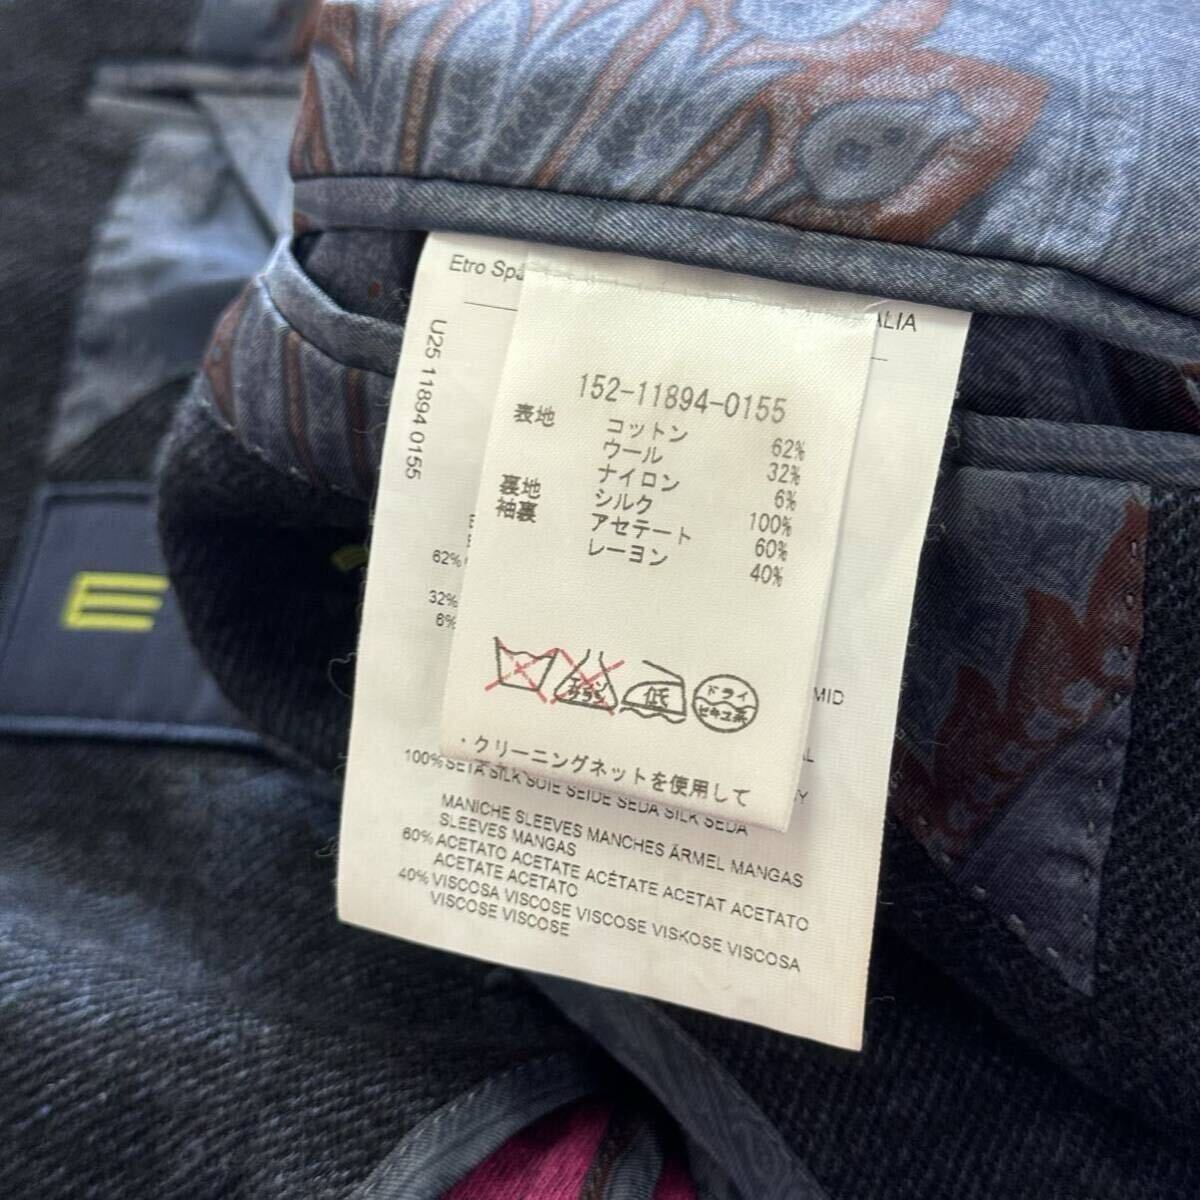 Etro Spa
ALIA
U25 11894 0155
152-11894-0155
表地 コットン 62%
ウール 32%
ナイロン 6%
裏地 シルク 100%
袖裏 アセテート 60%
レーヨン 40%
62%
32%
6%
低
ドライ
セキユ系
MID
AL
・クリーニングネットを使用して
100% SETA SILK SOIE SEIDE SEDA SILK SEDA
MANICHE SLEEVES MANCHES ÄRMEL MANGAS
SLEEVES MANGAS
60% ACETATO ACETATE ACÉTATE ACETAT ACETATO
ACETATE ACETATO
40% VISCOSA VISCOSE VISCOSE VISKOSE VISCOSA
VISCOSE VISCOSE
E